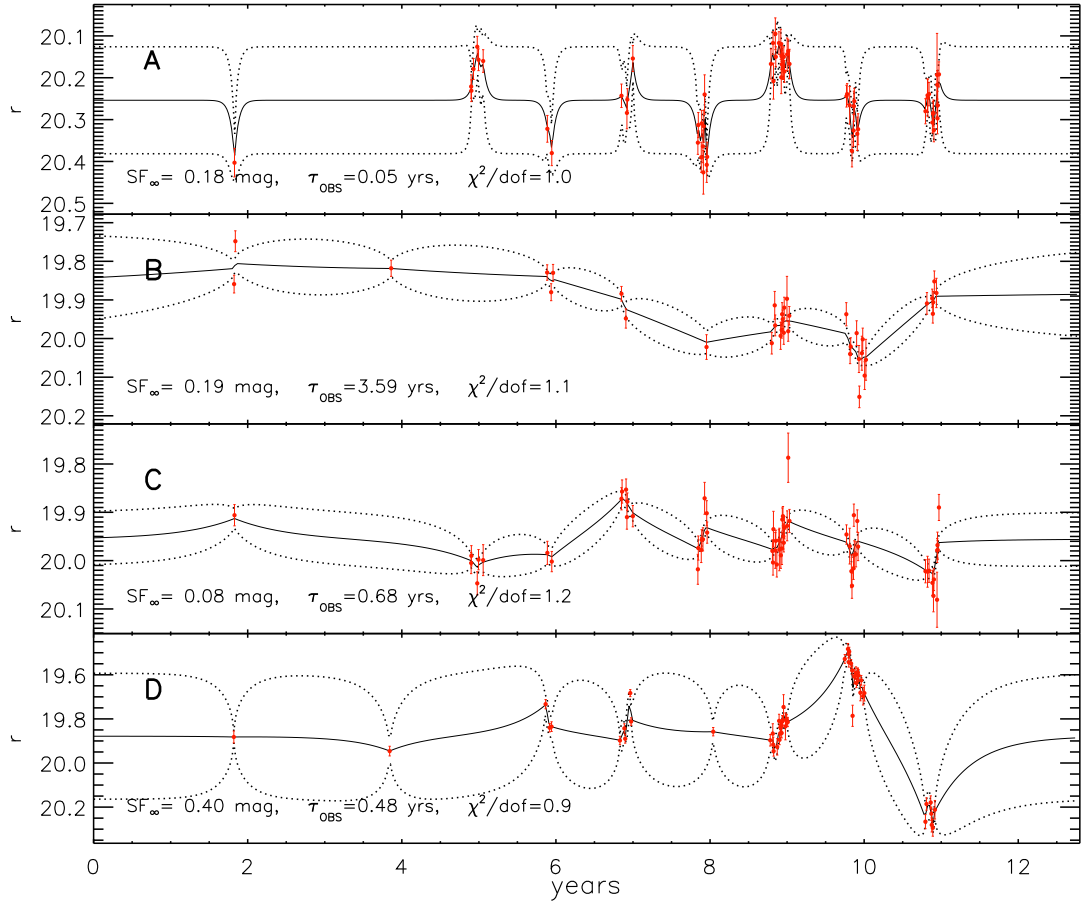 20.1
A
20.2
r
20.3
20.4
SF∞= 0.18 mag, τOBS=0.05 yrs, χ²/dof=1.0
20.5
19.7
19.8
B
19.9
r
20.0
20.1
SF∞= 0.19 mag, τOBS=3.59 yrs, χ²/dof=1.1
20.2
19.8
C
19.9
r
20.0
SF∞= 0.08 mag, τOBS=0.68 yrs, χ²/dof=1.2
20.1
19.6
D
19.8
r
20.0
20.2
SF∞= 0.40 mag, τOBS=0.48 yrs, χ²/dof=0.9
0 2 4 6 8 10 12
years